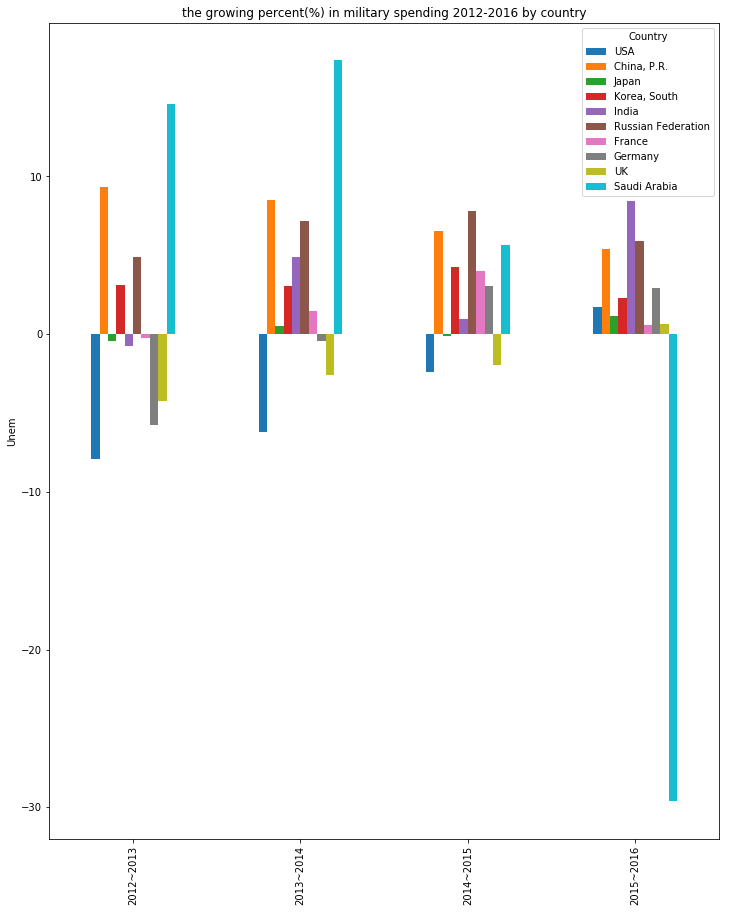 the growing percent(%) in military spending 2012-2016 by country
Country
USA
China, P.R.
Japan
Korea, South
India
Russian Federation
France
Germany
UK
Saudi Arabia
Unem
10
0
−10
−20
−30
2012~2013
2013~2014
2014~2015
2015~2016